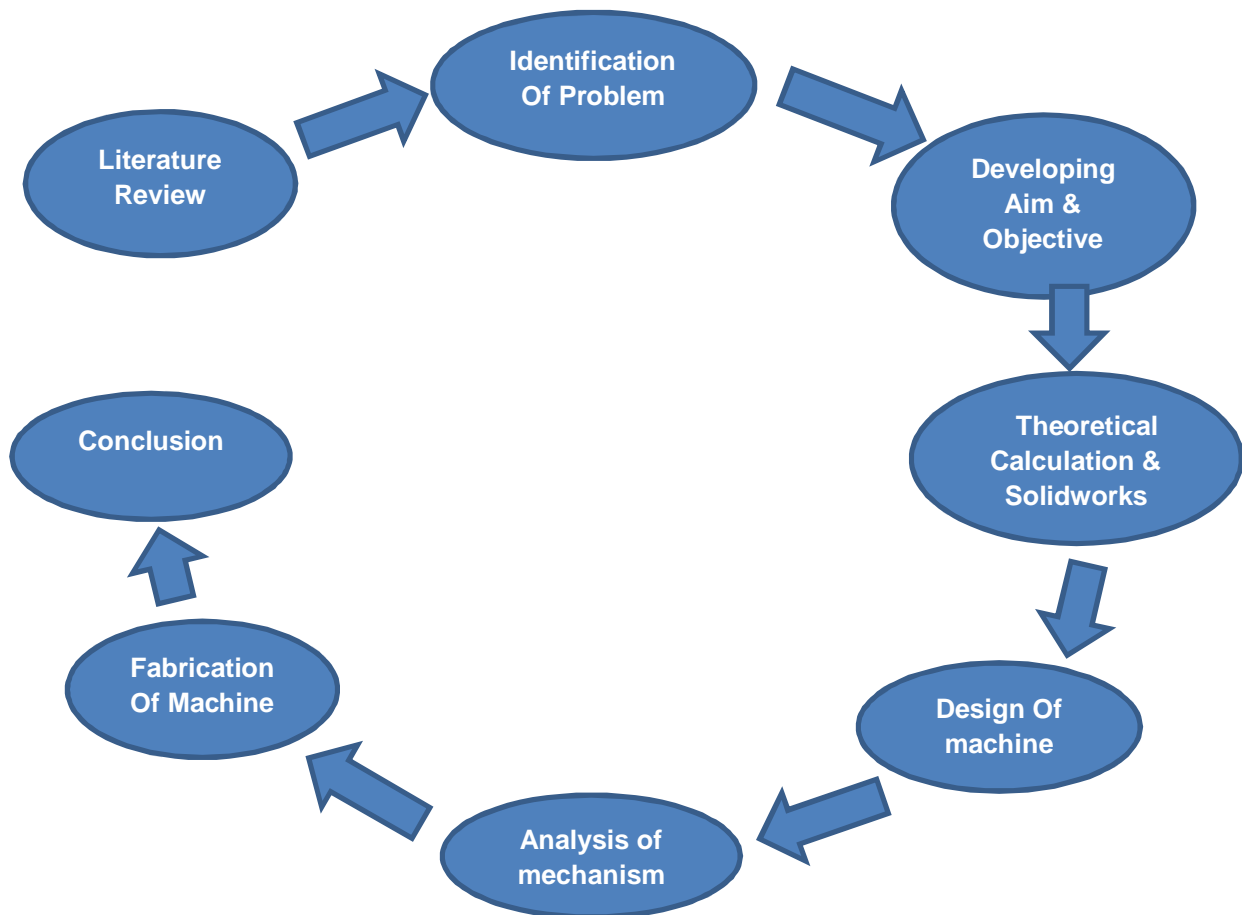 Literature
Review
Identification
Of Problem
Developing
Aim &
Objective
Theoretical
Calculation &
Solidworks
Design Of
machine
Analysis of
mechanism
Fabrication
Of Machine
Conclusion